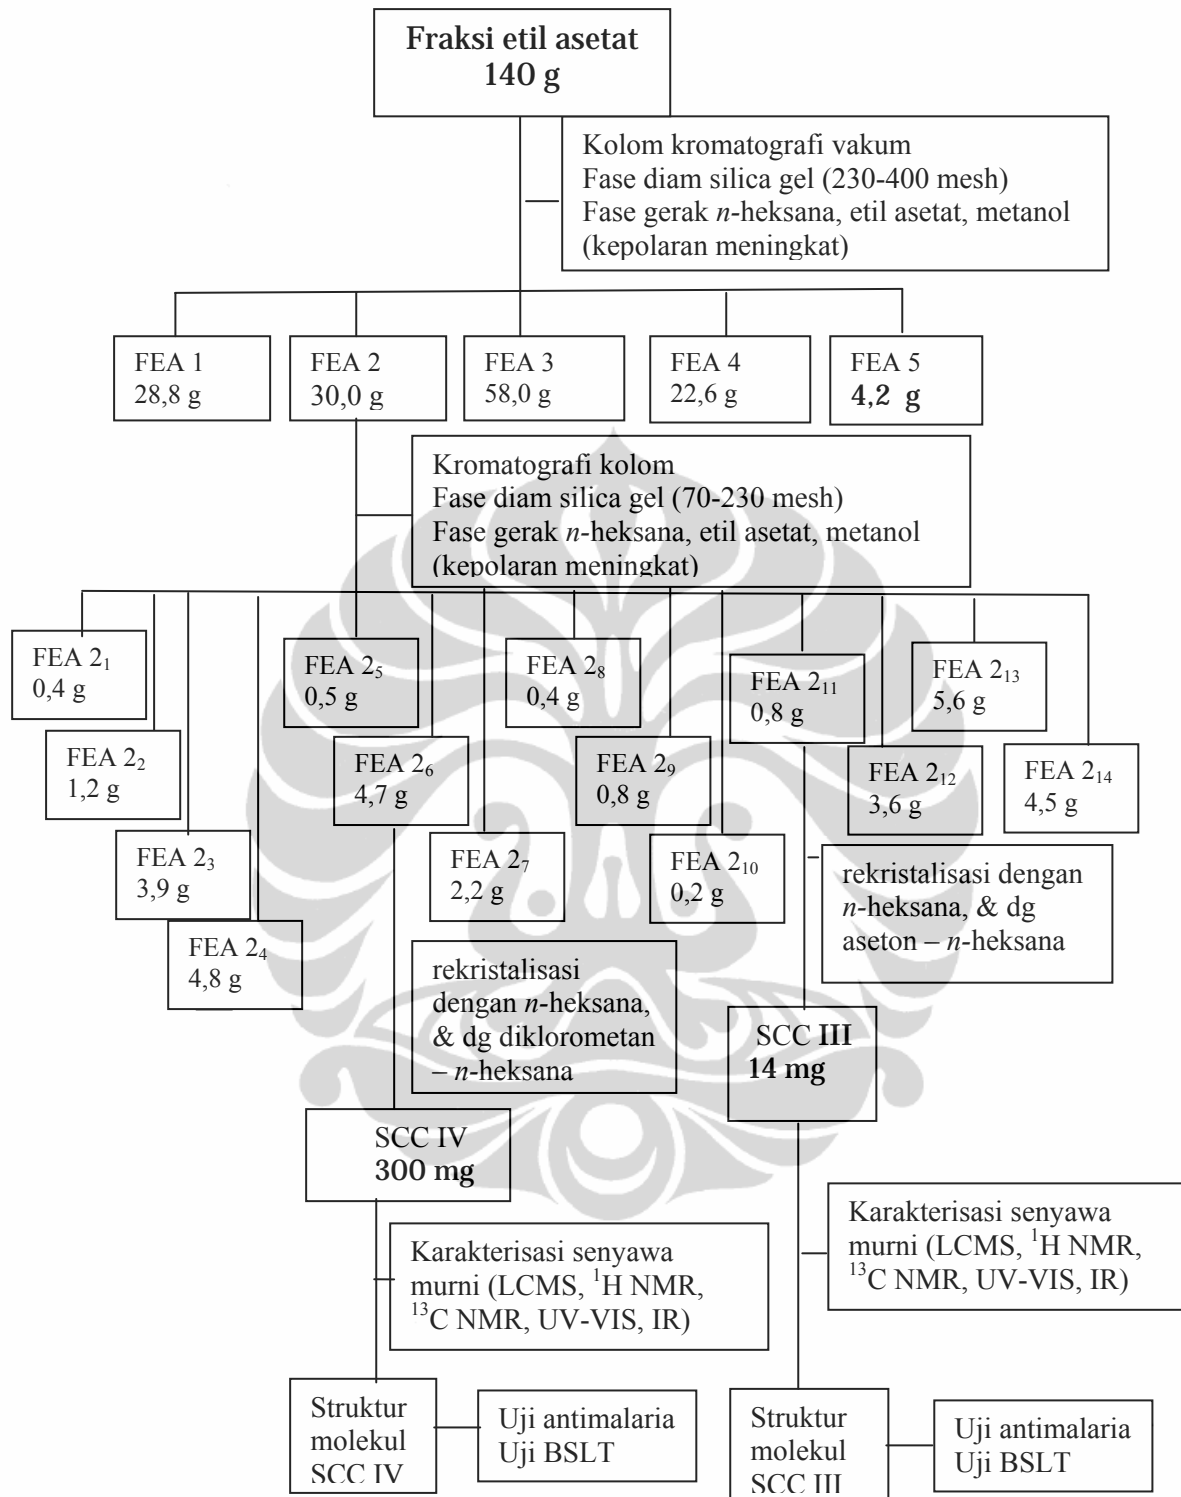 Fraksi etil asetat
140 g
Kolom kromatografi vakum
Fase diam silica gel (230-400 mesh)
Fase gerak n-heksana, etil asetat, metanol
(kepolaran meningkat)
FEA 1
28,8 g
FEA 2
30,0 g
FEA 3
58,0 g
FEA 4
22,6 g
FEA 5
4,2 g
Kromatografi kolom
Fase diam silica gel (70-230 mesh)
Fase gerak n-heksana, etil asetat, metanol
(kepolaran meningkat)
FEA 2₁
0,4 g
FEA 2₂
1,2 g
FEA 2₃
3,9 g
FEA 2₄
4,8 g
FEA 2₅
0,5 g
FEA 2₆
4,7 g
FEA 2₇
2,2 g
FEA 2₈
0,4 g
FEA 2₉
0,8 g
FEA 2₁₀
0,2 g
FEA 2₁₁
0,8 g
FEA 2₁₂
3,6 g
FEA 2₁₃
5,6 g
FEA 2₁₄
4,5 g
rekristalisasi
dengan n-heksana,
& dg diklorometan
– n-heksana
rekristalisasi dengan
n-heksana, & dg
aseton – n-heksana
SCC IV
300 mg
SCC III
14 mg
Karakterisasi senyawa
murni (LCMS, ¹H NMR,
¹³C NMR, UV-VIS, IR)
Karakterisasi senyawa
murni (LCMS, ¹H NMR,
¹³C NMR, UV-VIS, IR)
Struktur
molekul
SCC IV
Uji antimalaria
Uji BSLT
Struktur
molekul
SCC III
Uji antimalaria
Uji BSLT